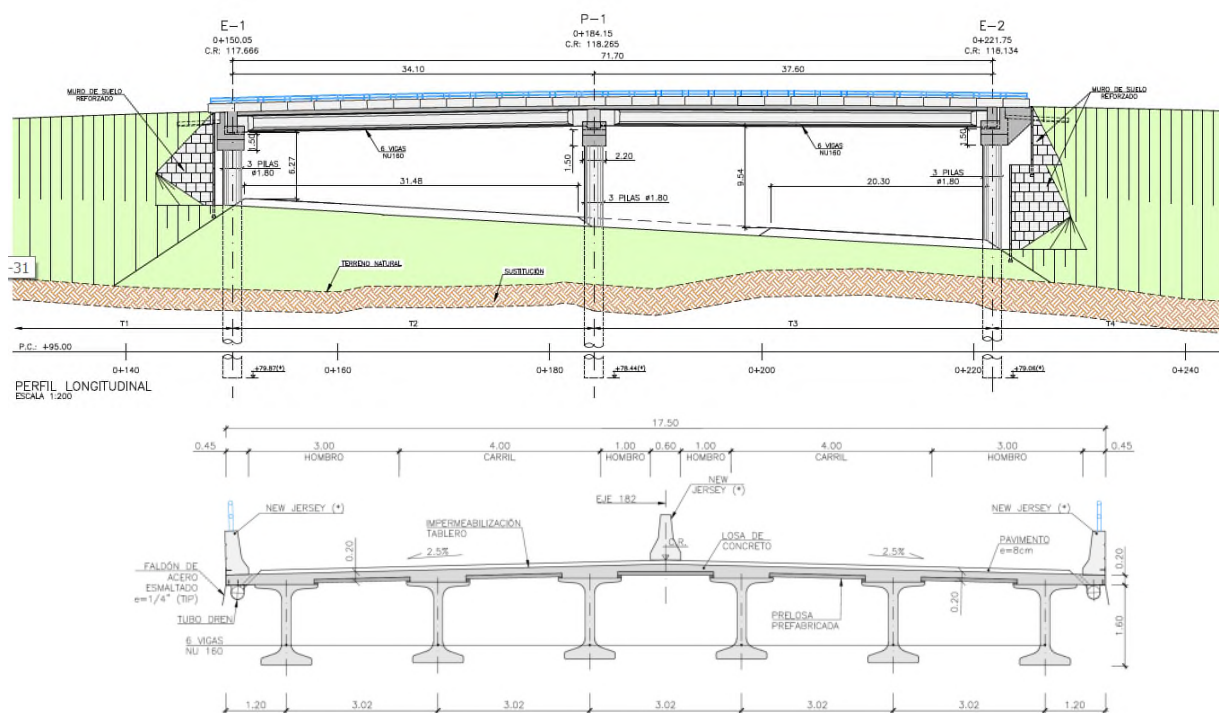 E-1
0+150.05
C.R: 117.666
P-1
0+184.15
C.R: 118.265
E-2
0+221.75
C.R: 118.134
71.70
34.10
37.60
MURO DE SUELO
REFORZADO
MURO DE SUELO
REFORZADO
1.50
6.27
6 VIGAS
NU160
1.50
2.20
9.54
6 VIGAS
NU160
1.50
3 PILAS
ø1.80
31.48
3 PILAS ø1.80
20.30
3 PILAS
ø1.80
-31
TERRENO NATURAL
SUSTITUCIÓN
T1
T2
T3
T4
P.C.: +95.00
0+140
+79.87(*)
0+160
0+180
+78.44(*)
0+200
0+220
+79.06(*)
0+240
PERFIL LONGITUDINAL
ESCALA 1:200
17.50
0.45
3.00
HOMBRO
4.00
CARRIL
1.00
HOMBRO
0.60
1.00
HOMBRO
4.00
CARRIL
3.00
HOMBRO
0.45
EJE 182
NEW
JERSEY (*)
NEW JERSEY (*)
IMPERMEABILIZACIÓN
TABLERO
C.R.
LOSA DE
CONCRETO
NEW JERSEY (*)
PAVIMENTO
e=8cm
0.20
2.5%
2.5%
0.20
FALDÓN DE
ACERO
ESMALTADO
e=1/4" (TIP)
TUBO DREN
PRELOSA
PREFABRICADA
0.20
1.60
6 VIGAS
NU 160
1.20
3.02
3.02
3.02
3.02
3.02
1.20